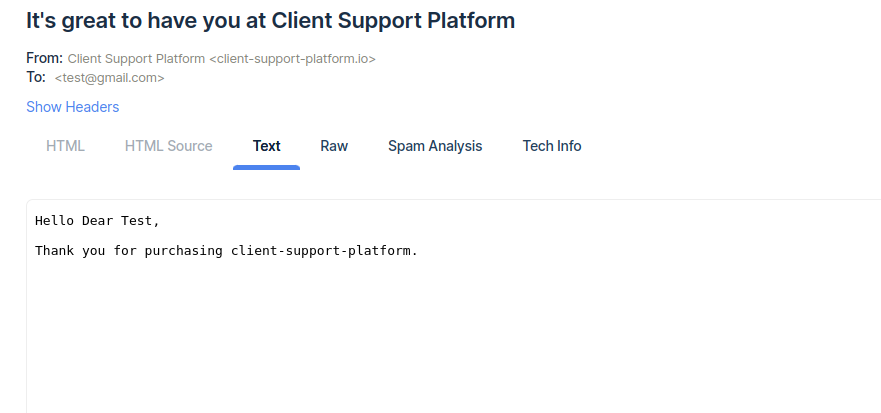 It's great to have you at Client Support Platform
From: Client Support Platform <client-support-platform.io>
To: <test@gmail.com>
Show Headers
HTML HTML Source Text Raw Spam Analysis Tech Info
Hello Dear Test,
Thank you for purchasing client-support-platform.